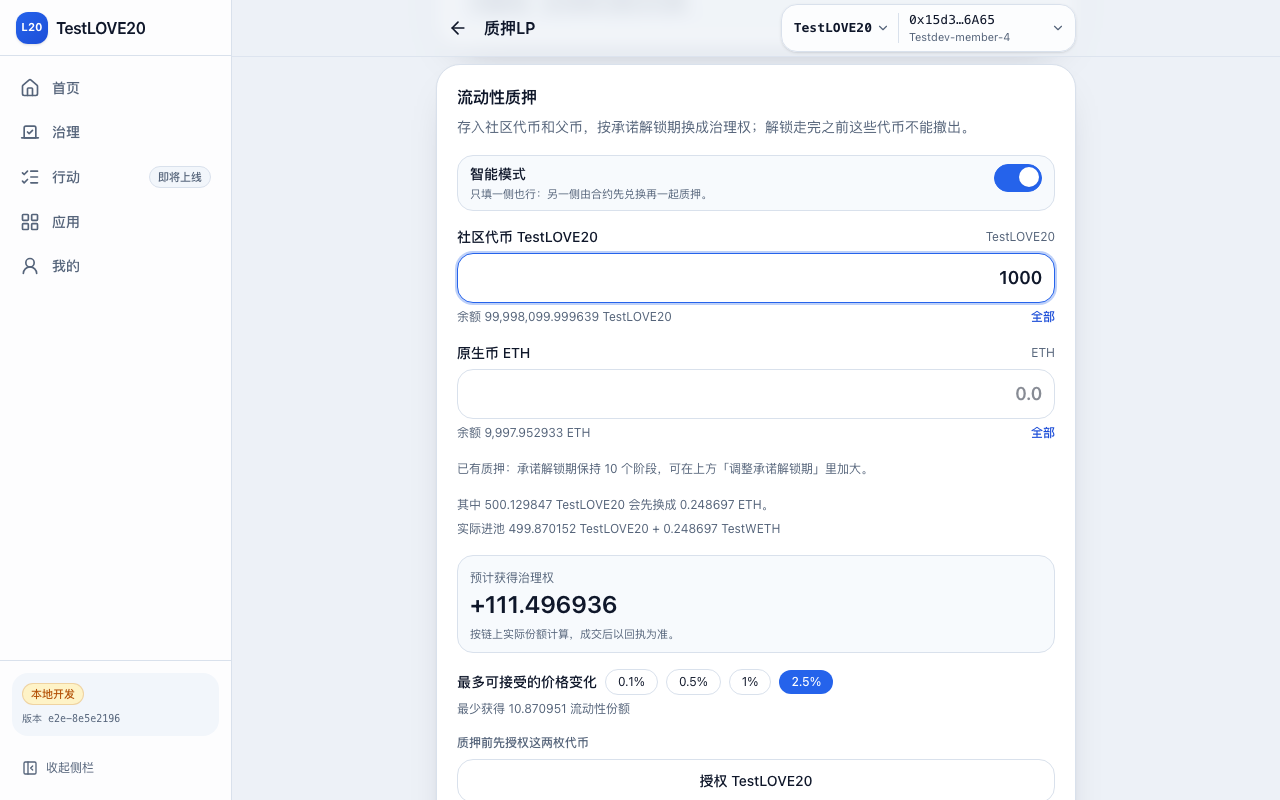 L20 TestLOVE20
首页
治理
行动 即将上线
应用
我的
本地开发
版本 e2e-8e5e2196
收起侧栏
质押LP
TestLOVE20
0x15d3…6A65
Testdev-member-4
流动性质押
存入社区代币和父币，按承诺解锁期换成治理权；解锁走完之前这些代币不能撤出。
智能模式
只填一侧也行：另一侧由合约先兑换再一起质押。
社区代币 TestLOVE20 TestLOVE20
1000
余额 99,998,099.999639 TestLOVE20 全部
原生币 ETH ETH
0.0
余额 9,997.952933 ETH 全部
已有质押：承诺解锁期保持 10 个阶段，可在上方「调整承诺解锁期」里加大。
其中 500.129847 TestLOVE20 会先换成 0.248697 ETH。
实际进池 499.870152 TestLOVE20 + 0.248697 TestWETH
预计获得治理权
+111.496936
按链上实际份额计算，成交后以回执为准。
最多可接受的价格变化 0.1% 0.5% 1% 2.5%
最少获得 10.870951 流动性份额
质押前先授权这两枚代币
授权 TestLOVE20